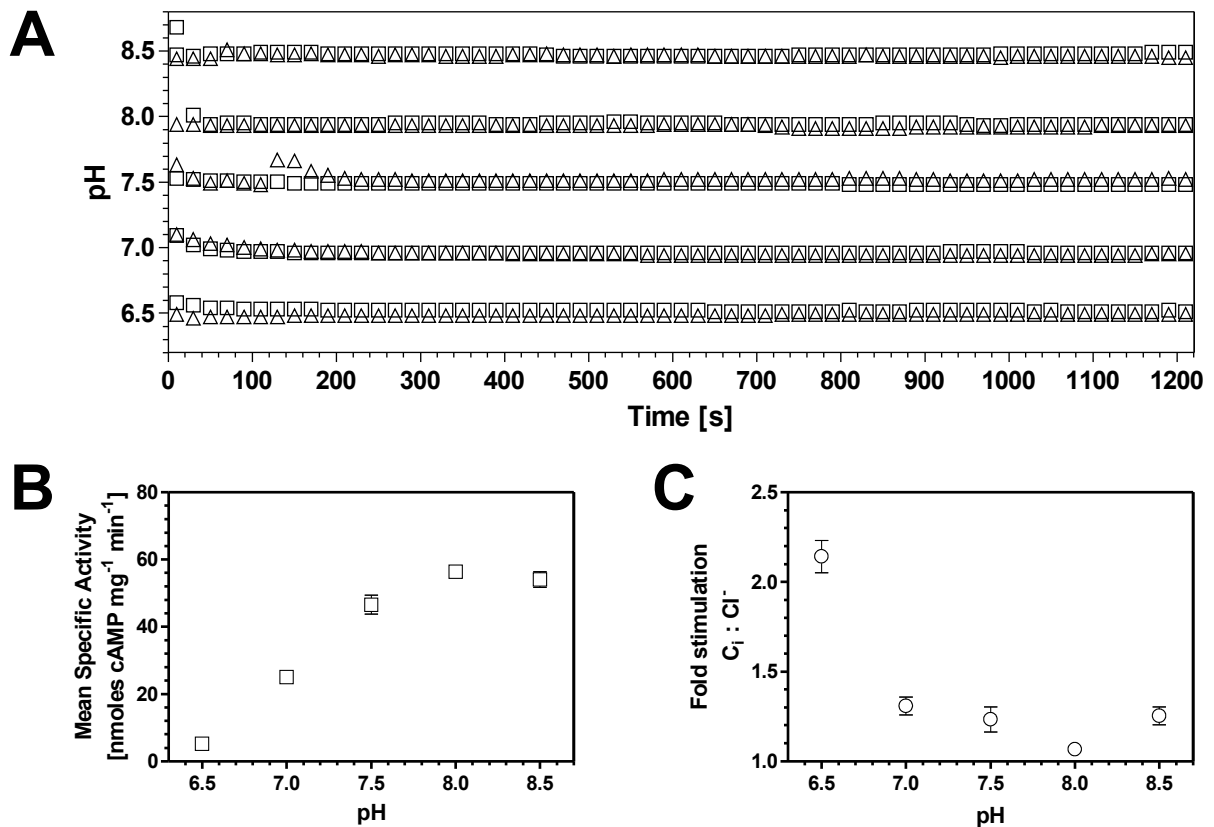 A
pH
8.5
8.0
7.5
7.0
6.5
0 100 200 300 400 500 600 700 800 900 1000 1100 1200
Time [s]
B
Mean Specific Activity
[nmoles cAMP mg⁻¹ min⁻¹]
80
60
40
20
0
6.5 7.0 7.5 8.0 8.5
pH
C
Fold stimulation
Cᵢ : Cl⁻
2.5
2.0
1.5
1.0
6.5 7.0 7.5 8.0 8.5
pH